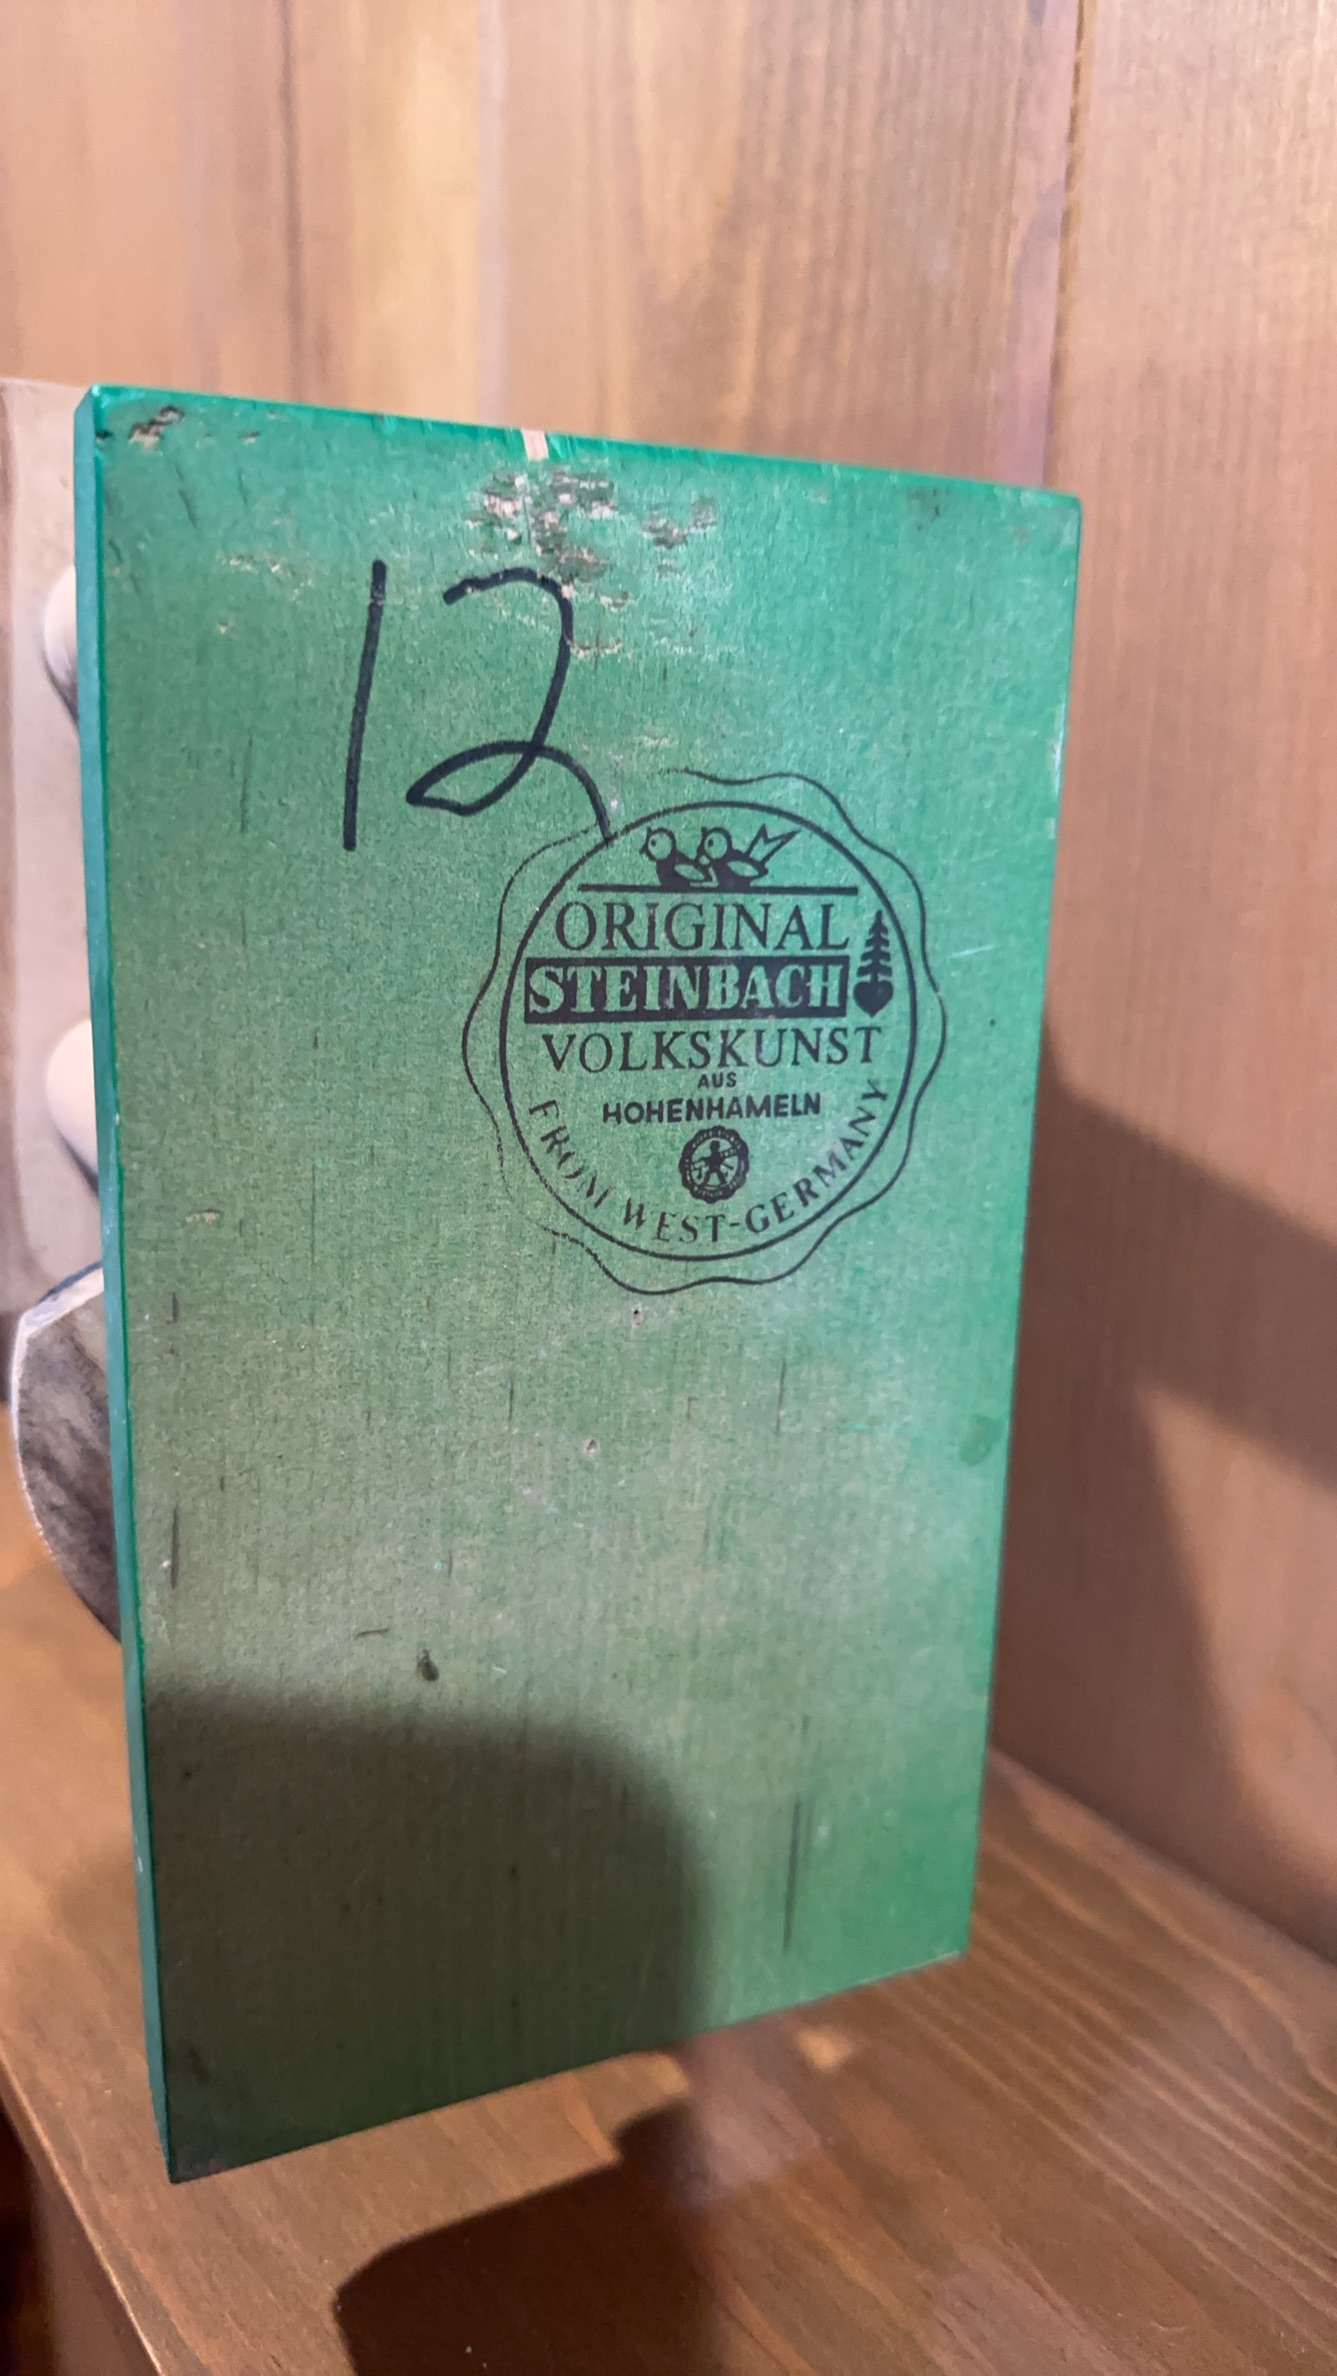 12
ORIGINAL
STEINBACH
VOLKSKUNST
AUS
HOHENHAMELN
FROM WEST-GERMANY